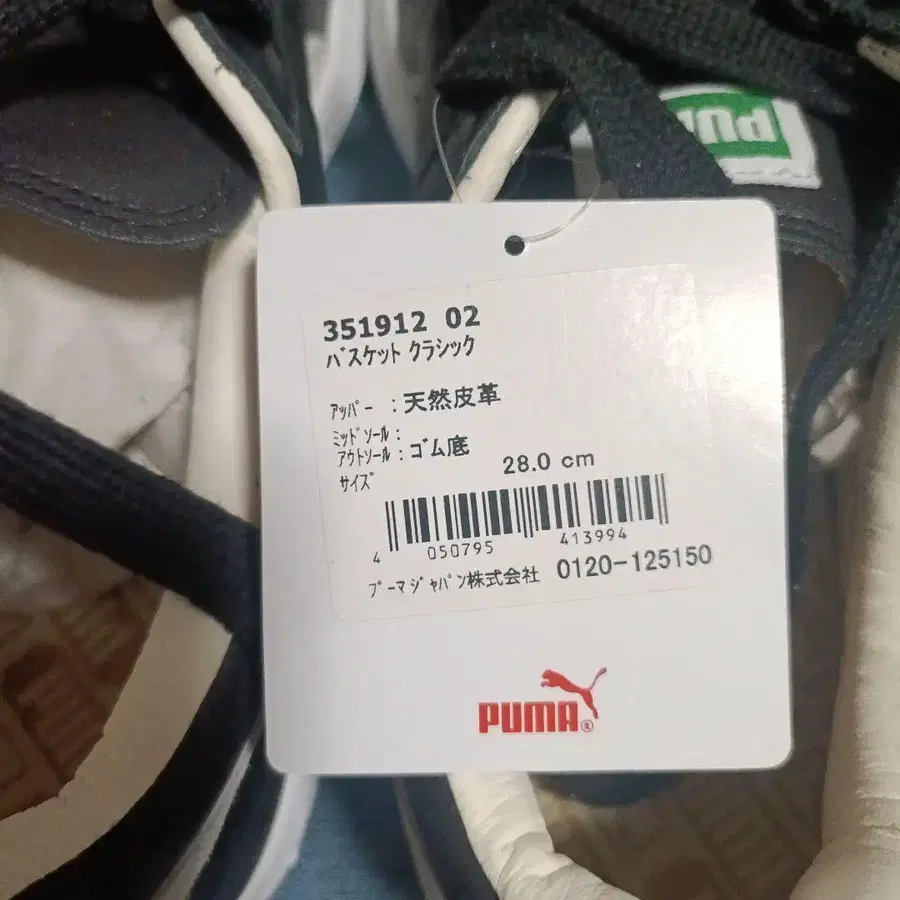 PUMA
351912 02
バスケット クラシック
アッパー : 天然皮革
ミッドソール :
アウトソール : ゴム底
サイズ 28.0 cm
4 050795 413994
プーマジャパン株式会社 0120-125150
PUMA®